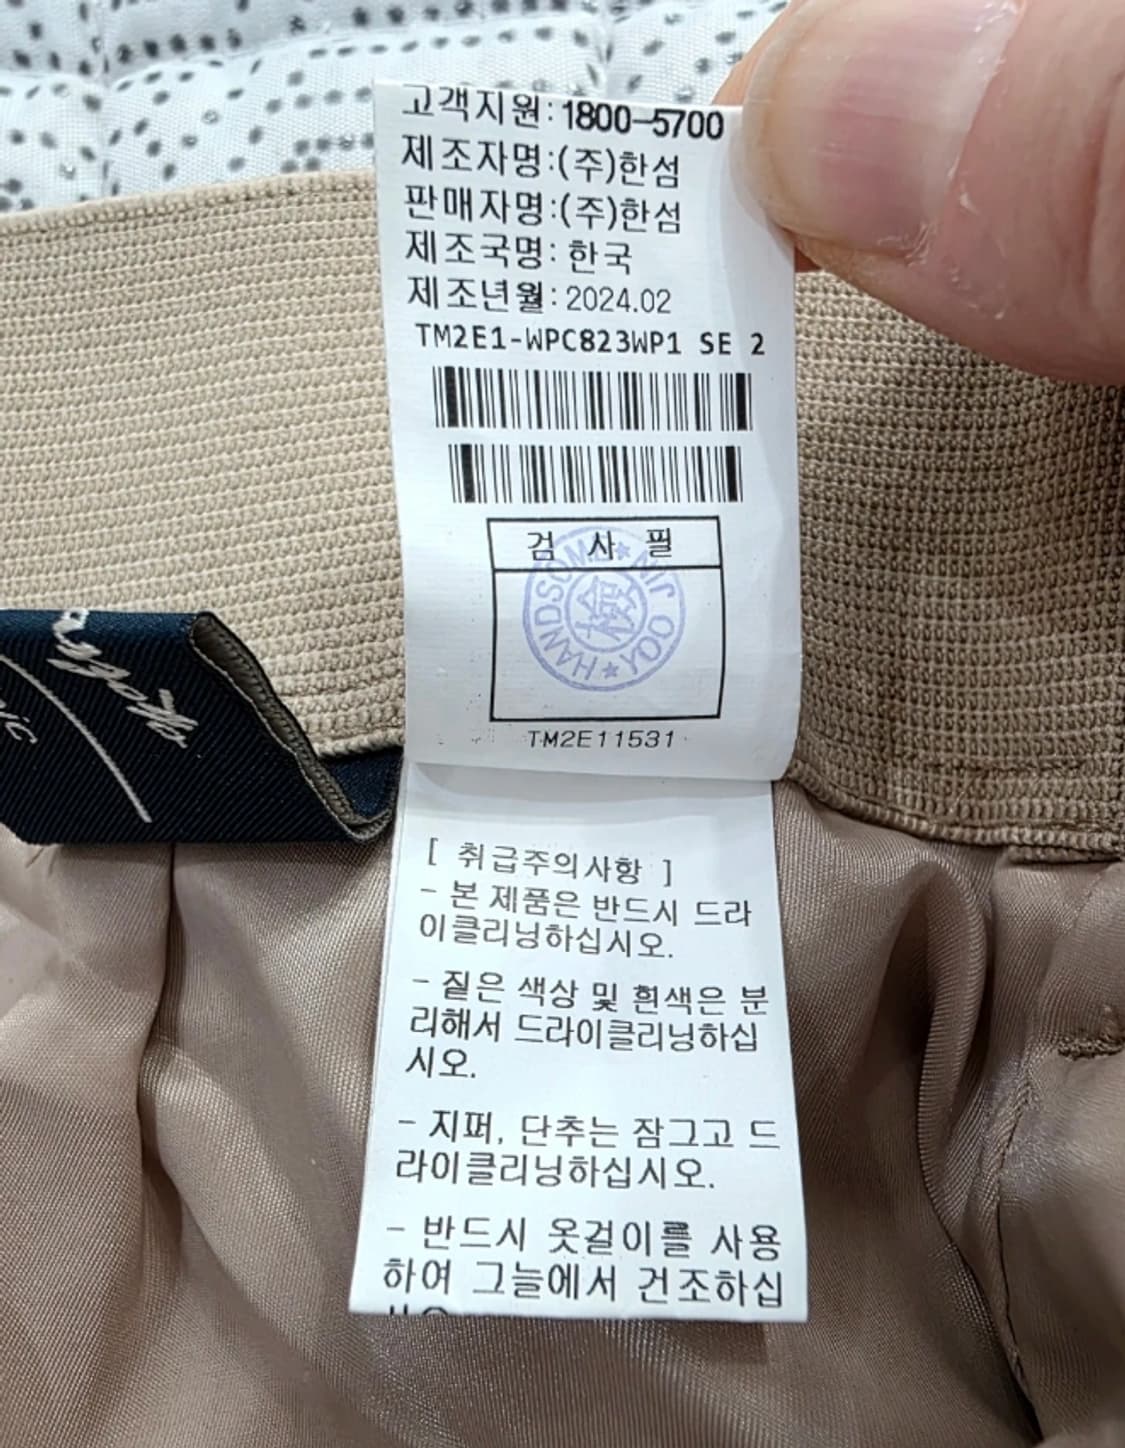 고객지원:1800-5700
제조자명:(주)한섬
판매자명:(주)한섬
제조국명: 한국
제조년월: 2024.02
TM2E1-WPC823WP1 SE 2
검 사 필
HANDSOME YOO JIN
檢
TM2E11531
[ 취급주의사항 ]
- 본 제품은 반드시 드라
이클리닝하십시오.
- 짙은 색상 및 흰색은 분
리해서 드라이클리닝하십
시오.
- 지퍼, 단추는 잠그고 드
라이클리닝하십시오.
- 반드시 옷걸이를 사용
하여 그늘에서 건조하십
시오